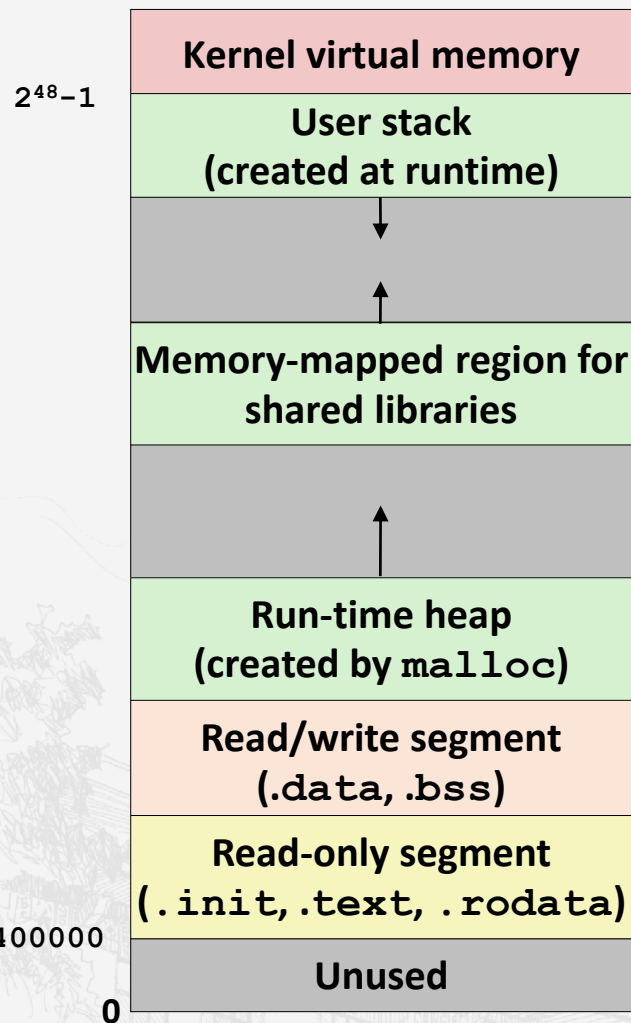 Kernel virtual memory
2⁴⁸-1
User stack
(created at runtime)
Memory-mapped region for
shared libraries
Run-time heap
(created by malloc)
Read/write segment
(.data, .bss)
Read-only segment
(.init, .text, .rodata)
400000
Unused
0